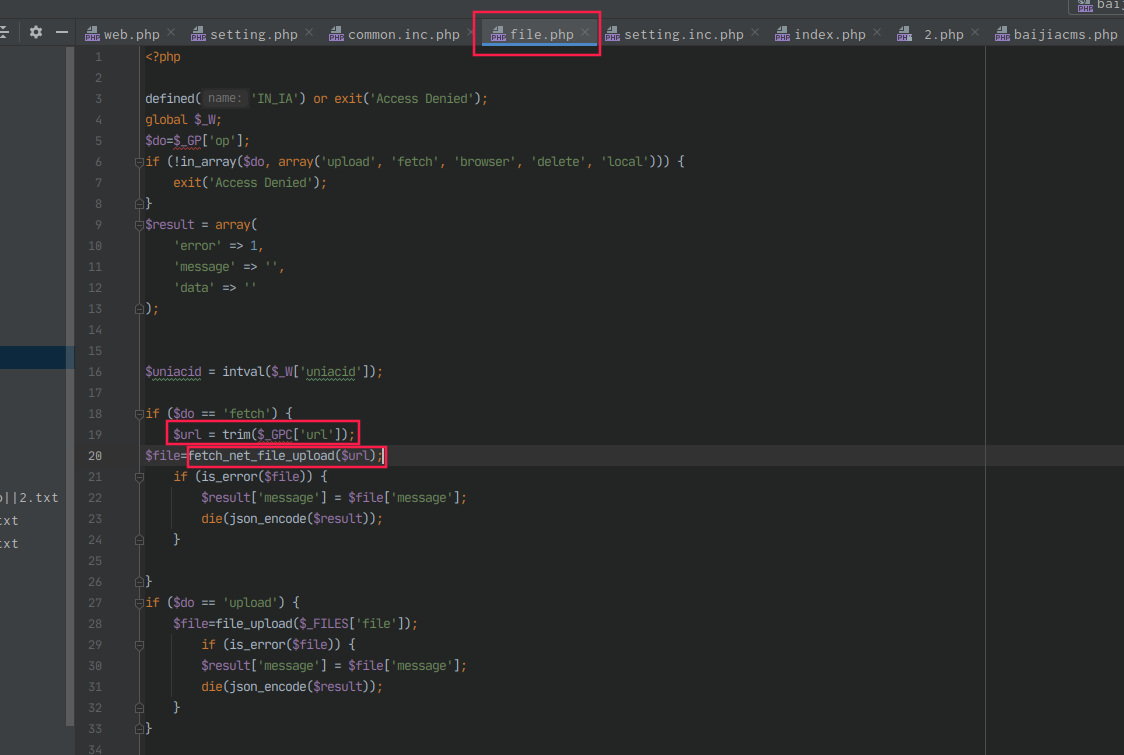 baij
web.php setting.php common.inc.php file.php setting.inc.php index.php 2.php baijiacms.php
1 <?php
2
3 defined( name: 'IN_IA') or exit('Access Denied');
4 global $_W;
5 $do=$_GP['op'];
6 if (!in_array($do, array('upload', 'fetch', 'browser', 'delete', 'local'))) {
7 exit('Access Denied');
8 }
9 $result = array(
10 'error' => 1,
11 'message' => '',
12 'data' => ''
13 );
14
15
16 $uniacid = intval($_W['uniacid']);
17
18 if ($do == 'fetch') {
19 $url = trim($_GPC['url']);
20 $file=fetch_net_file_upload($url);
21 if (is_error($file)) {
22 $result['message'] = $file['message'];
||2.txt
23 die(json_encode($result));
txt
24 }
txt
25
26 }
27 if ($do == 'upload') {
28 $file=file_upload($_FILES['file']);
29 if (is_error($file)) {
30 $result['message'] = $file['message'];
31 die(json_encode($result));
32 }
33 }
34